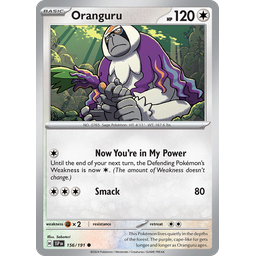 BASIC
Oranguru
HP 120
Now You're in My Power
Until the end of your next turn, the Defending Pokémon's
Weakness is now. (The amount of Weakness doesn't
change.)
Smack 80
weakness ×2 resistance retreat
This Pokémon lives quietly in the depths
of the forest. The purple, cape-like fur gets
longer and longer as Oranguru ages.
156/191